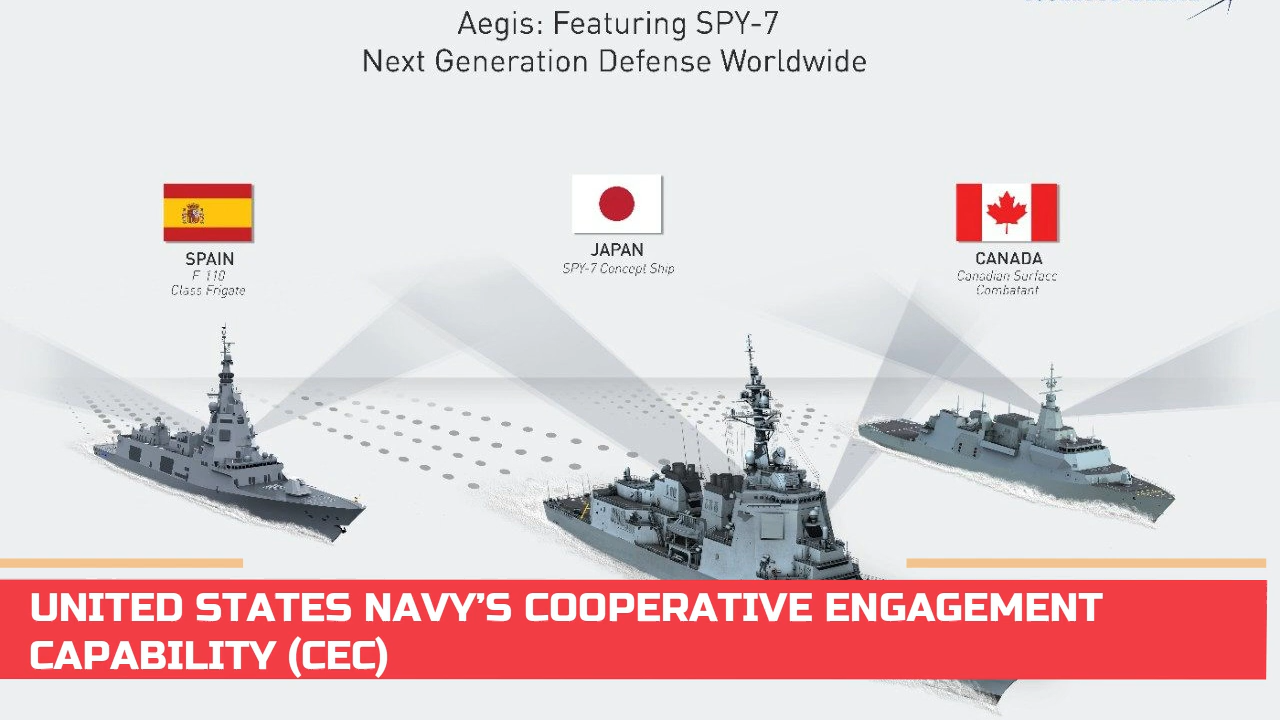 Aegis: Featuring SPY-7
Next Generation Defense Worldwide
SPAIN
F 110
Class Frigate
JAPAN
SPY-7 Concept Ship
CANADA
Canadian Surface
Combatant
UNITED STATES NAVY’S COOPERATIVE ENGAGEMENT
CAPABILITY (CEC)